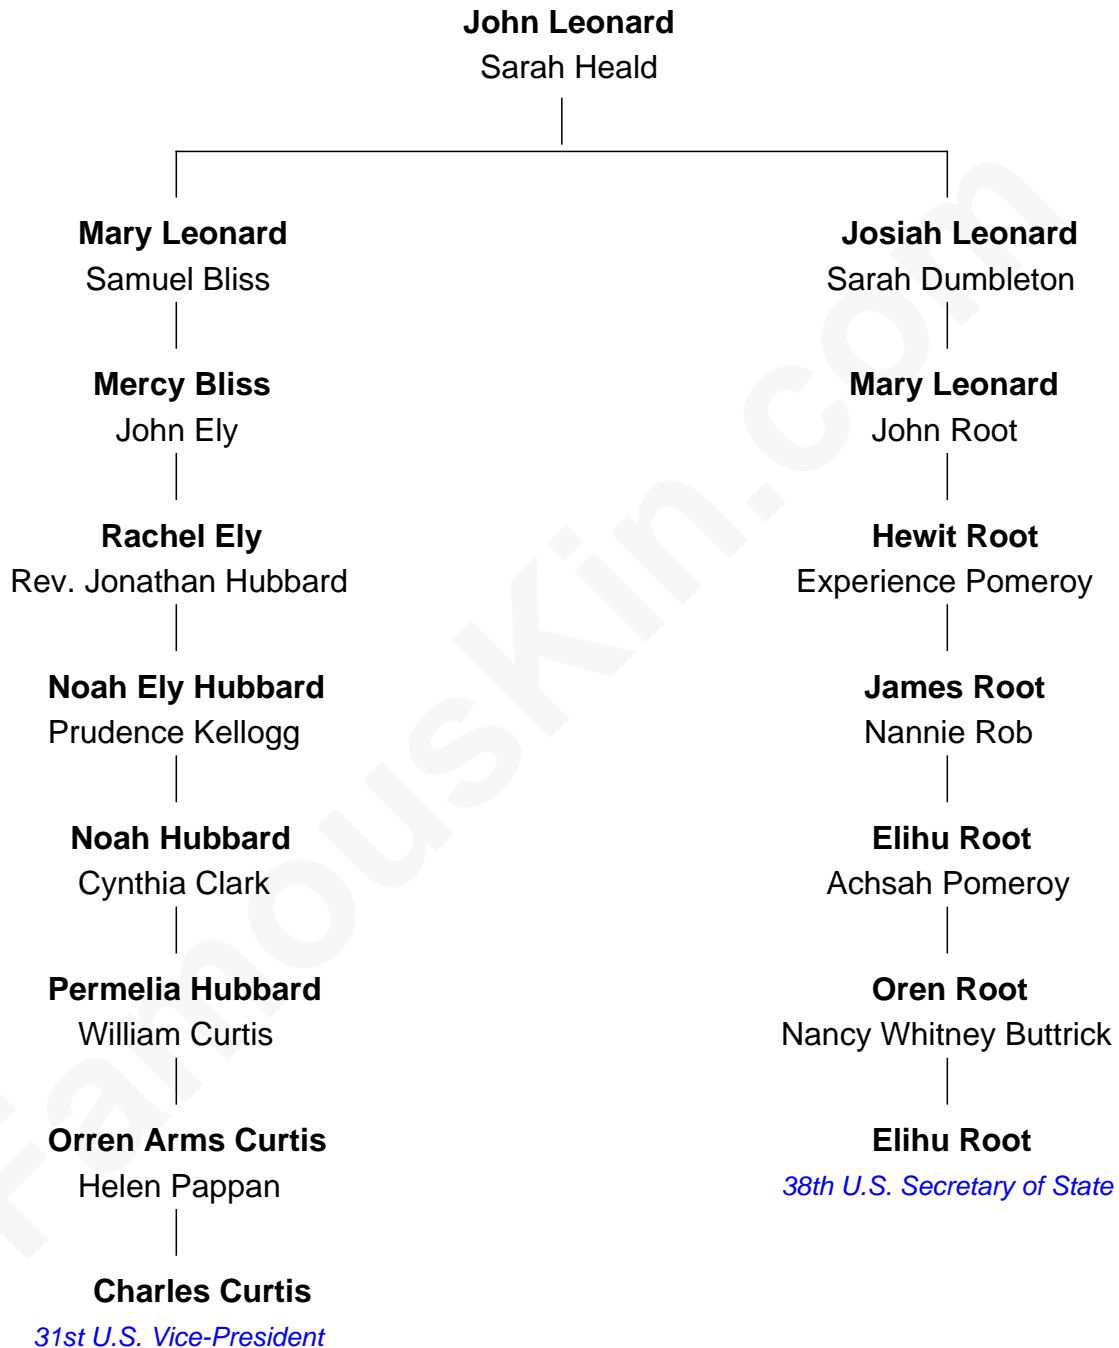 John Leonard
Sarah Heald
Mary Leonard
Samuel Bliss
Josiah Leonard
Sarah Dumbleton
Mercy Bliss
John Ely
Mary Leonard
John Root
Rachel Ely
Rev. Jonathan Hubbard
Hewit Root
Experience Pomeroy
Noah Ely Hubbard
Prudence Kellogg
James Root
Nannie Rob
Noah Hubbard
Cynthia Clark
Elihu Root
Achsah Pomeroy
Permelia Hubbard
William Curtis
Oren Root
Nancy Whitney Buttrick
Orren Arms Curtis
Helen Pappan
Elihu Root
38th U.S. Secretary of State
Charles Curtis
31st U.S. Vice-President
FamousKin.com